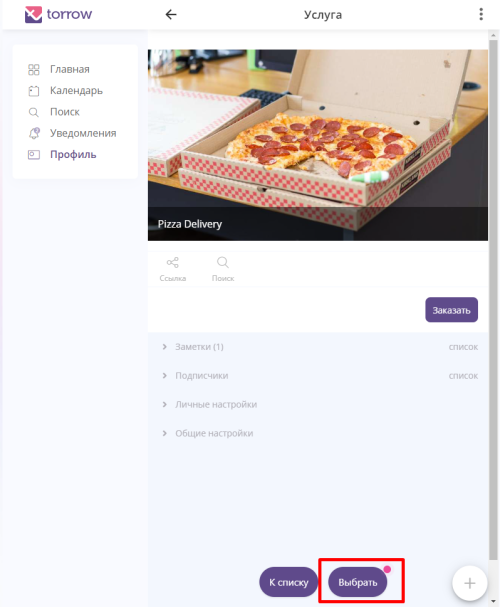 torrow
Услуга
Главная
Календарь
Поиск
Уведомления
Профиль
Pizza Delivery
Ссылка
Поиск
Заказать
Заметки (1) список
Подписчики список
Личные настройки
Общие настройки
К списку Выбрать